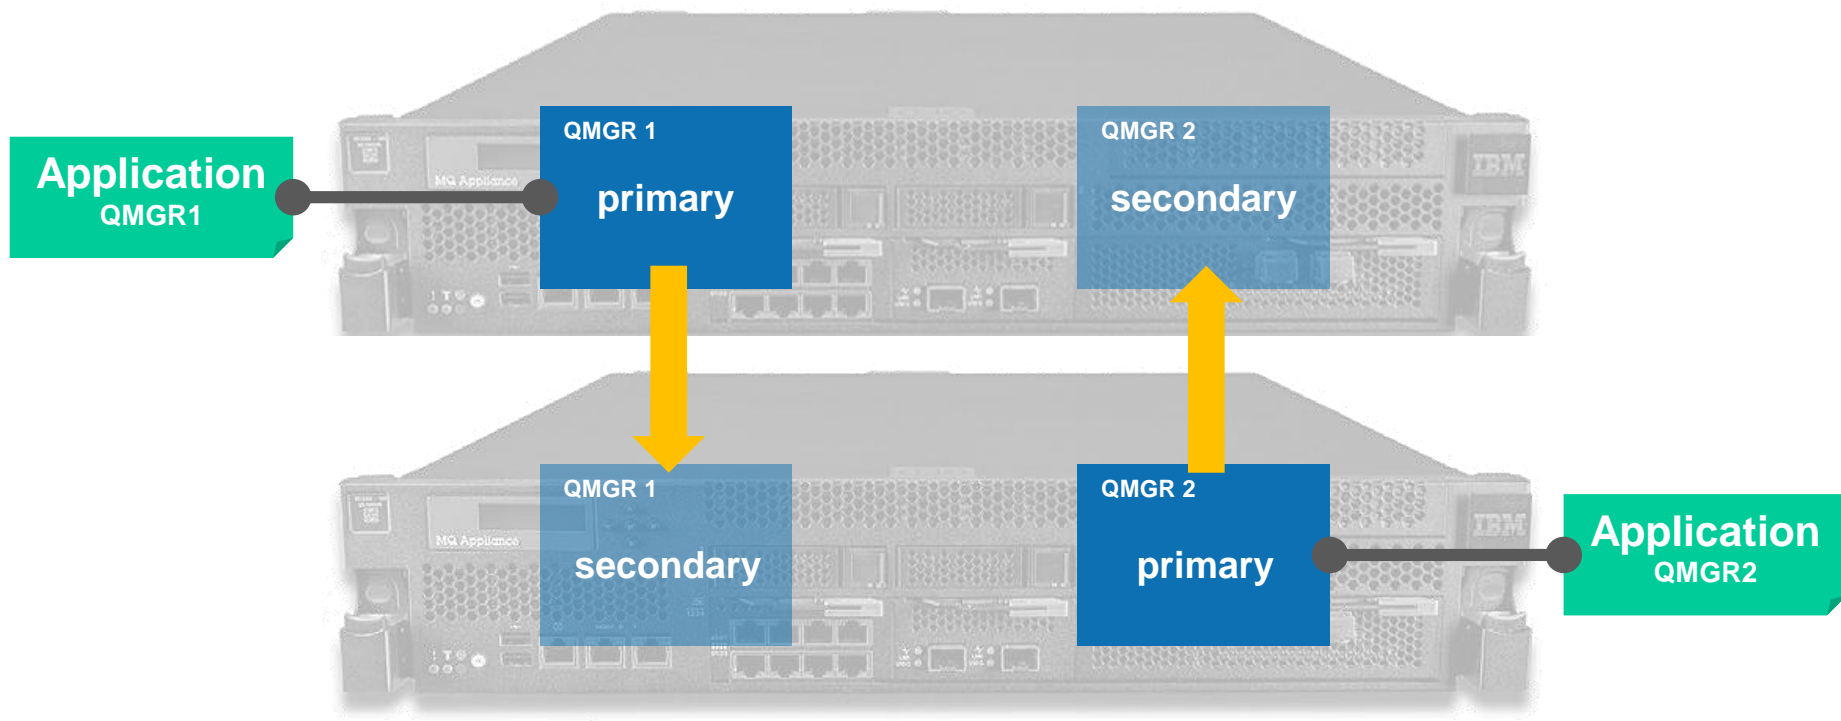 Application
QMGR1
QMGR 1
primary
QMGR 2
secondary
IBM
MQ Appliance
QMGR 1
secondary
QMGR 2
primary
IBM
MQ Appliance
Application
QMGR2